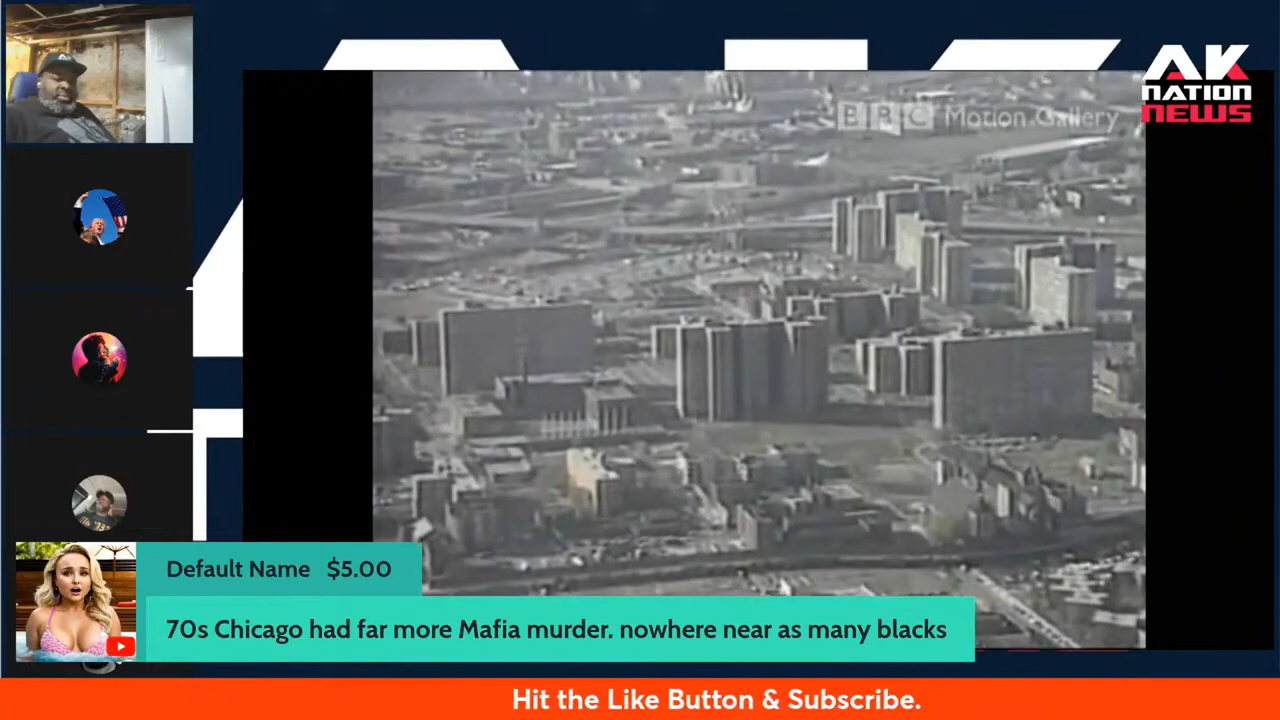 AK
NATION
NEWS
BBC Motion Gallery
Default Name $5.00
70s Chicago had far more Mafia murder. nowhere near as many blacks
Hit the Like Button & Subscribe.